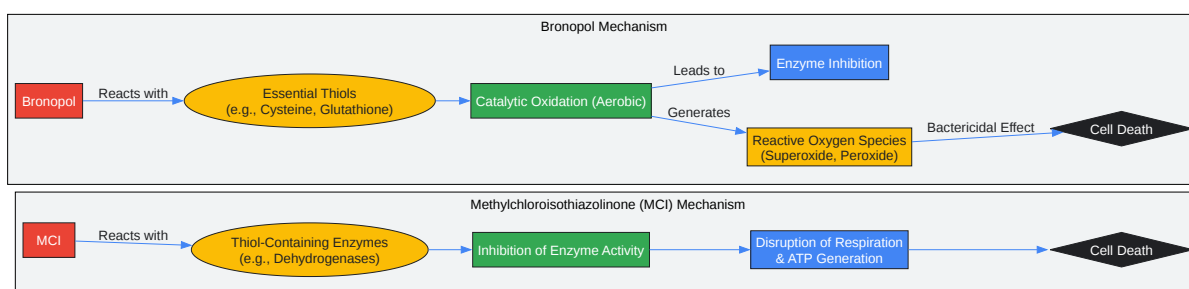 Bronopol Mechanism
Bronopol
Reacts with
Essential Thiols
(e.g., Cysteine, Glutathione)
Catalytic Oxidation (Aerobic)
Leads to
Enzyme Inhibition
Generates
Reactive Oxygen Species
(Superoxide, Peroxide)
Bactericidal Effect
Cell Death
Methylchloroisothiazolinone (MCI) Mechanism
MCI
Reacts with
Thiol-Containing Enzymes
(e.g., Dehydrogenases)
Inhibition of Enzyme Activity
Disruption of Respiration
& ATP Generation
Cell Death